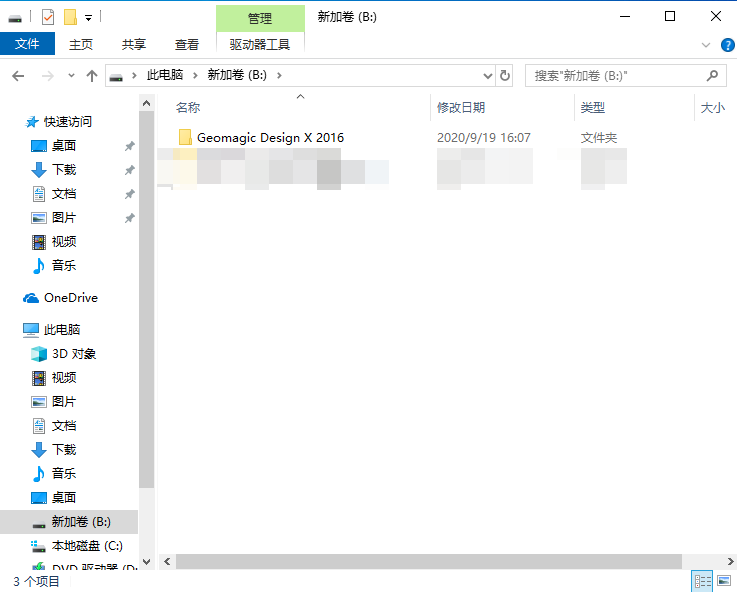 管理
新加卷 (B:)
文件
主页
共享
查看
驱动器工具
此电脑
新加卷 (B:)
搜索"新加卷 (B:)"
名称
修改日期
类型
大小
Geomagic Design X 2016
2020/9/19 16:07
文件夹
快速访问
桌面
下载
文档
图片
视频
音乐
OneDrive
此电脑
3D 对象
视频
图片
文档
下载
音乐
桌面
新加卷 (B:)
本地磁盘 (C:)
DVD 驱动器 (D:
3 个项目